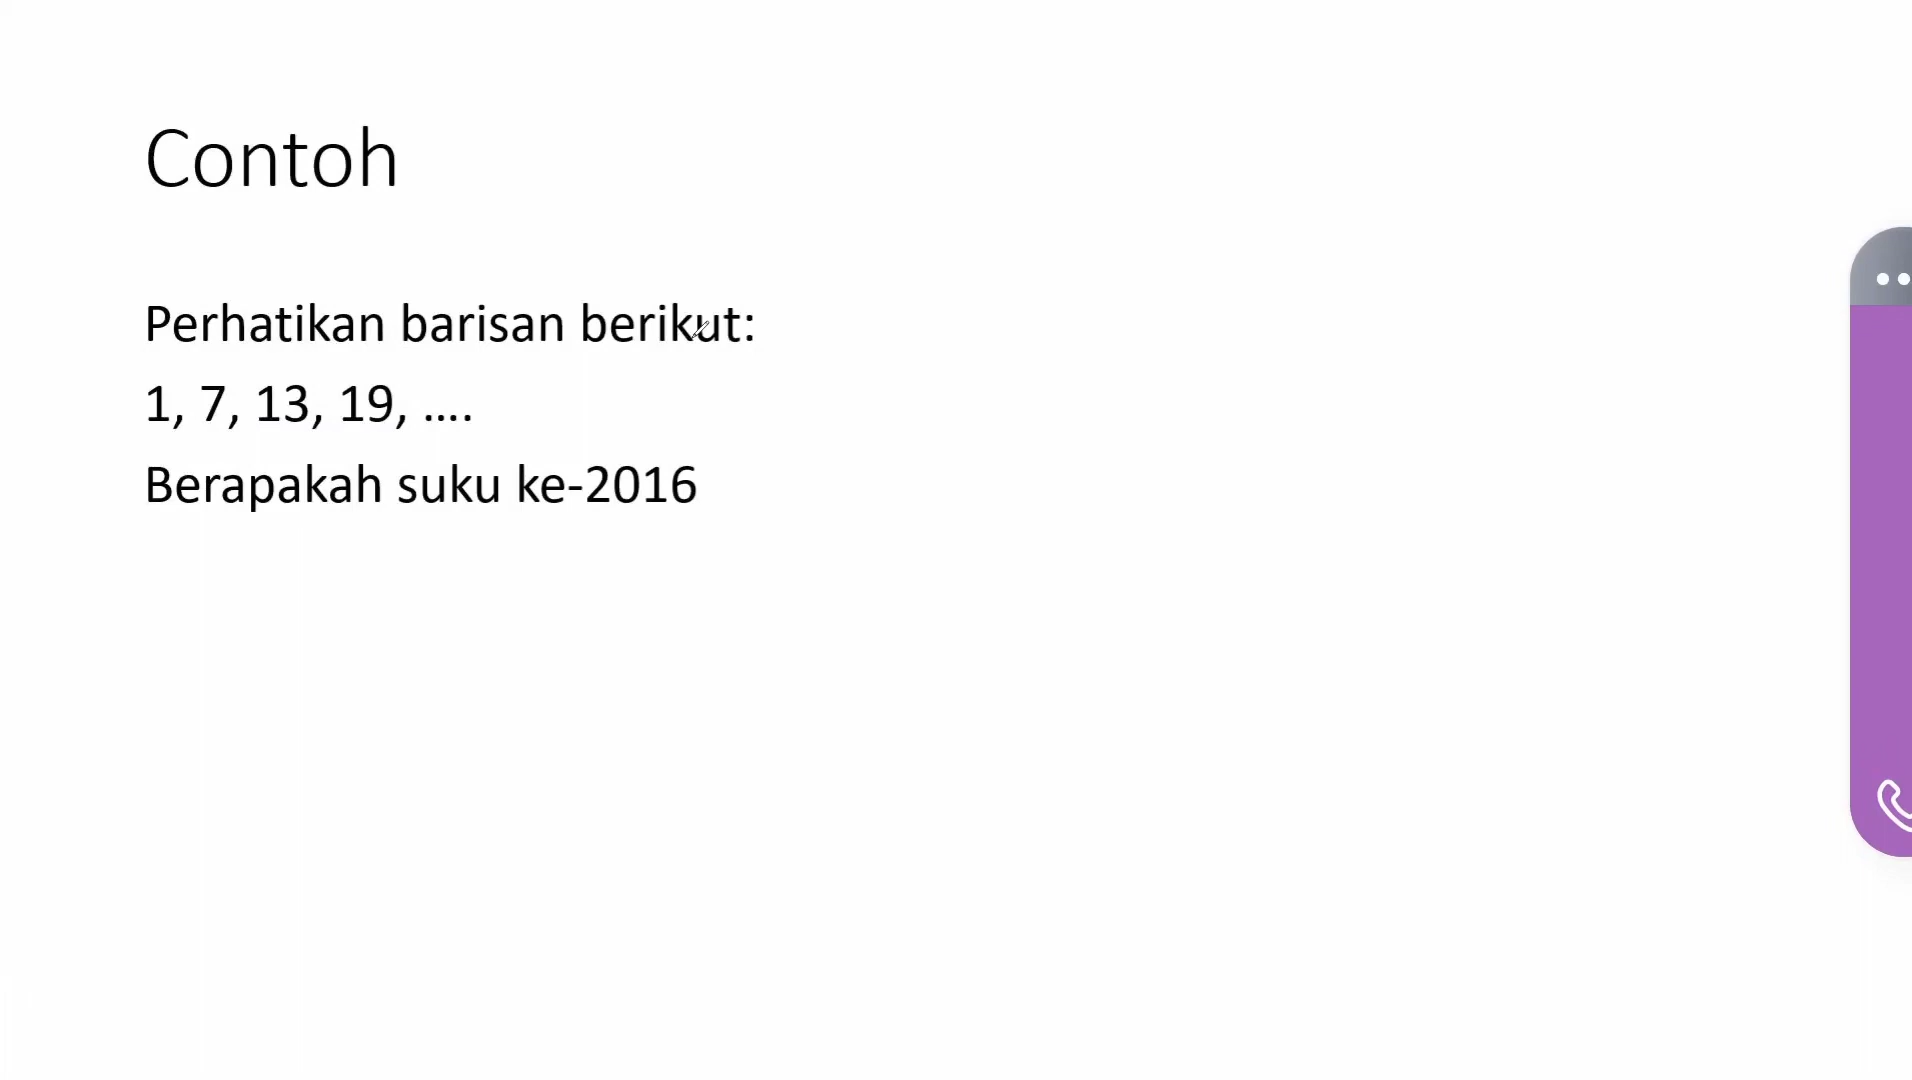 Contoh
Perhatikan barisan berikut:
1, 7, 13, 19, ....
Berapakah suku ke-2016